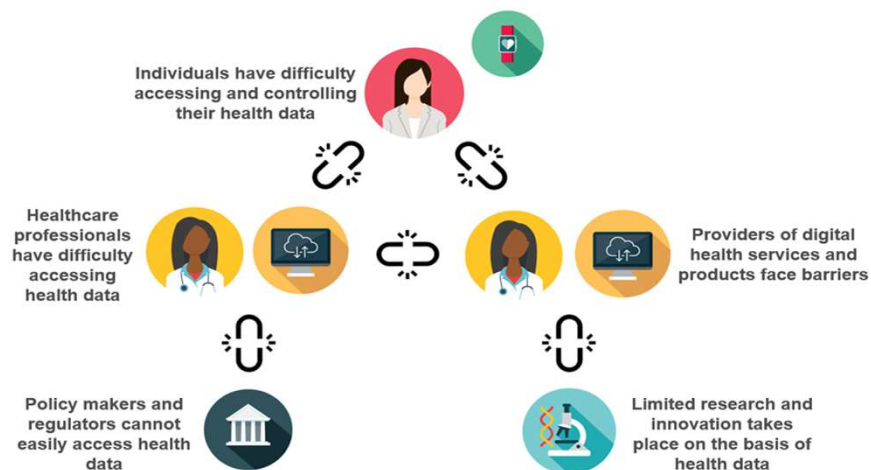 Individuals have difficulty
accessing and controlling
their health data
Healthcare
professionals
have difficulty
accessing
health data
Providers of digital
health services and
products face barriers
Policy makers and
regulators cannot
easily access health
data
Limited research and
innovation takes
place on the basis of
health data